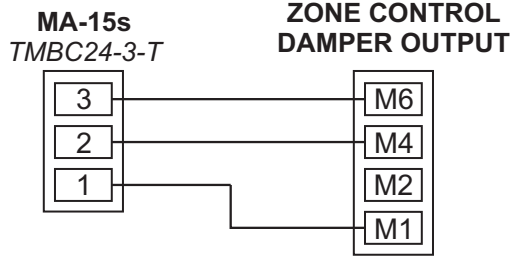 MA-15s
TMBC24-3-T
3
2
1
ZONE CONTROL
DAMPER OUTPUT
M6
M4
M2
M1